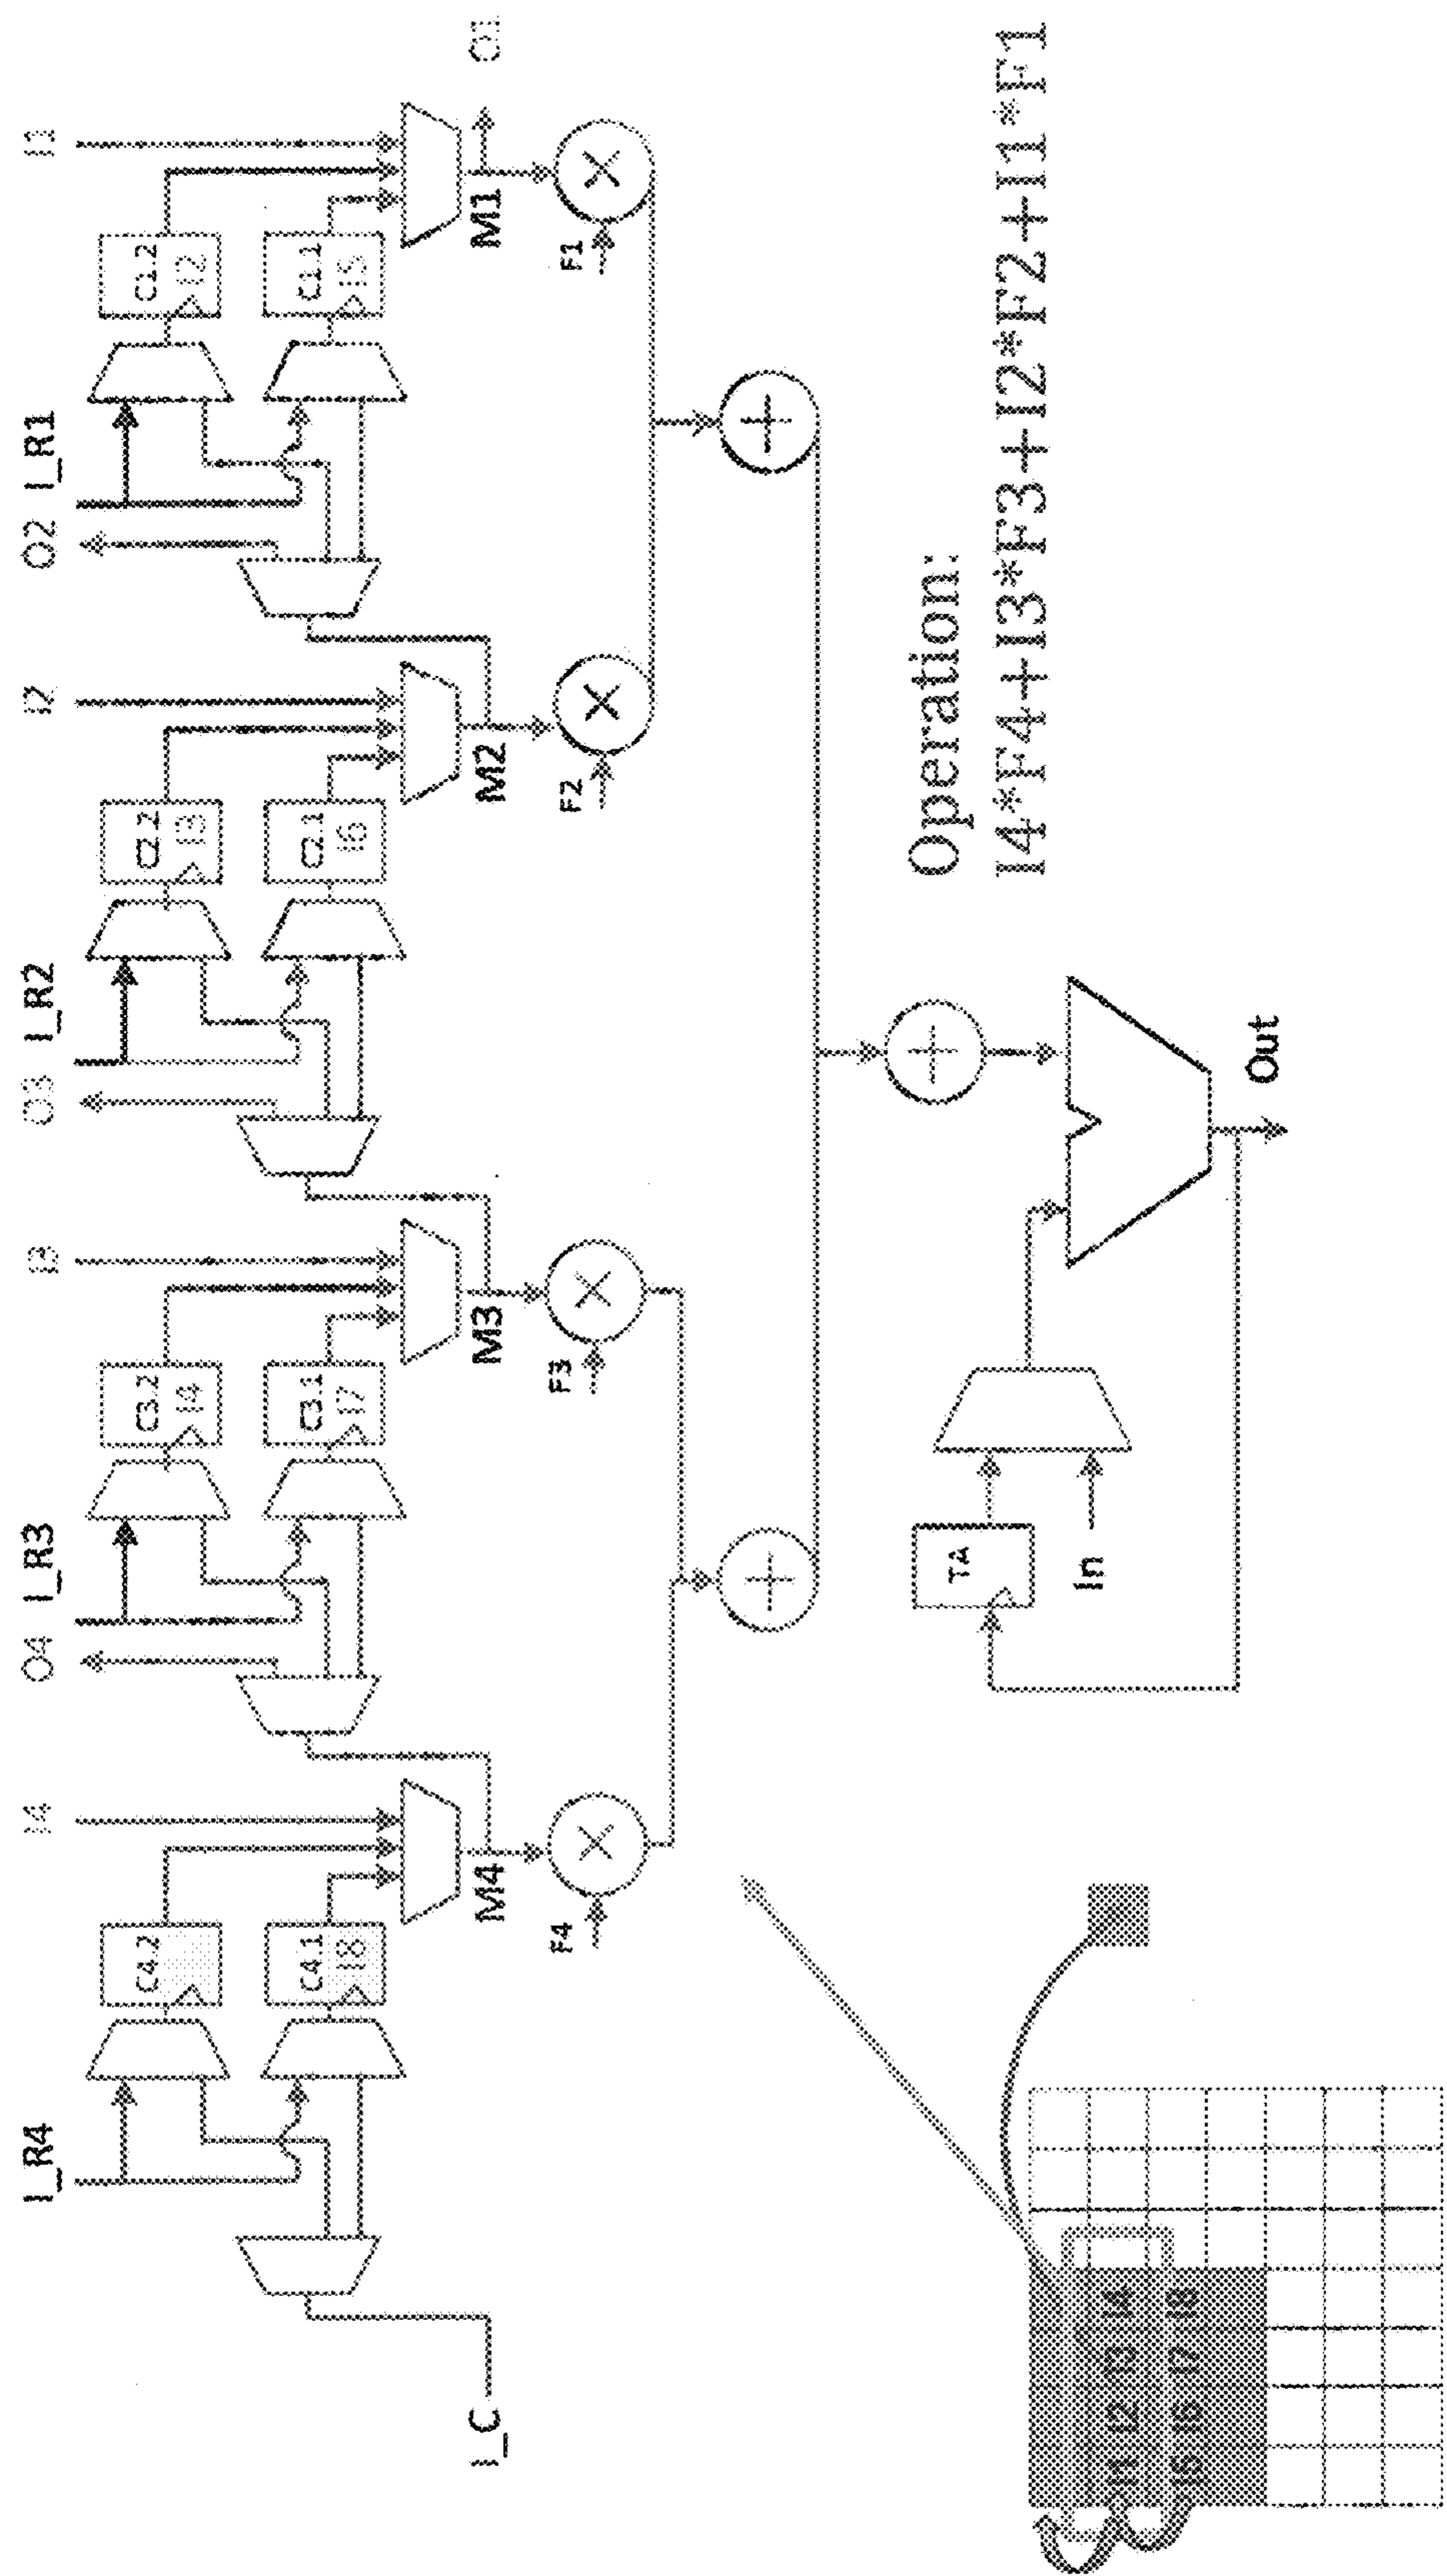 I_R4
I4
O4
I_R3
I3
O3
I_R2
I2
O2
I_R1
I1
C4.2
C3.2
I4
C2.2
I3
C1.2
I2
C4.1
I8
C3.1
I7
C2.1
I6
C1.1
I5
I_C
M4
M3
M2
M1
O1
F4
F3
F2
F1
Operation:
I4*F4+I3*F3+I2*F2+I1*F1
TA
In
Out
I1 I2 I3 I4
I5 I6 I7 I8